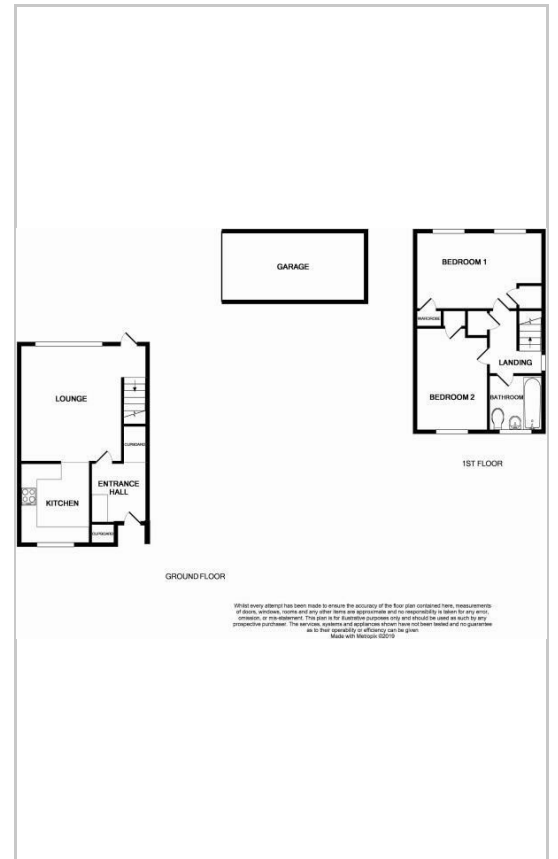 GARAGE
BEDROOM 1
WARDROBE
LANDING
BEDROOM 2
BATHROOM
1ST FLOOR
LOUNGE
CUPBOARD
ENTRANCE
HALL
KITCHEN
CUPBOARD
GROUND FLOOR
Whilst every attempt has been made to ensure the accuracy of the floor plan contained here, measurements
of doors, windows, rooms and any other items are approximate and no responsibility is taken for any error,
omission, or mis-statement. This plan is for illustrative purposes only and should be used as such by any
prospective purchaser. The services, systems and appliances shown have not been tested and no guarantee
as to their operability or efficiency can be given
Made with Metropix ©2019